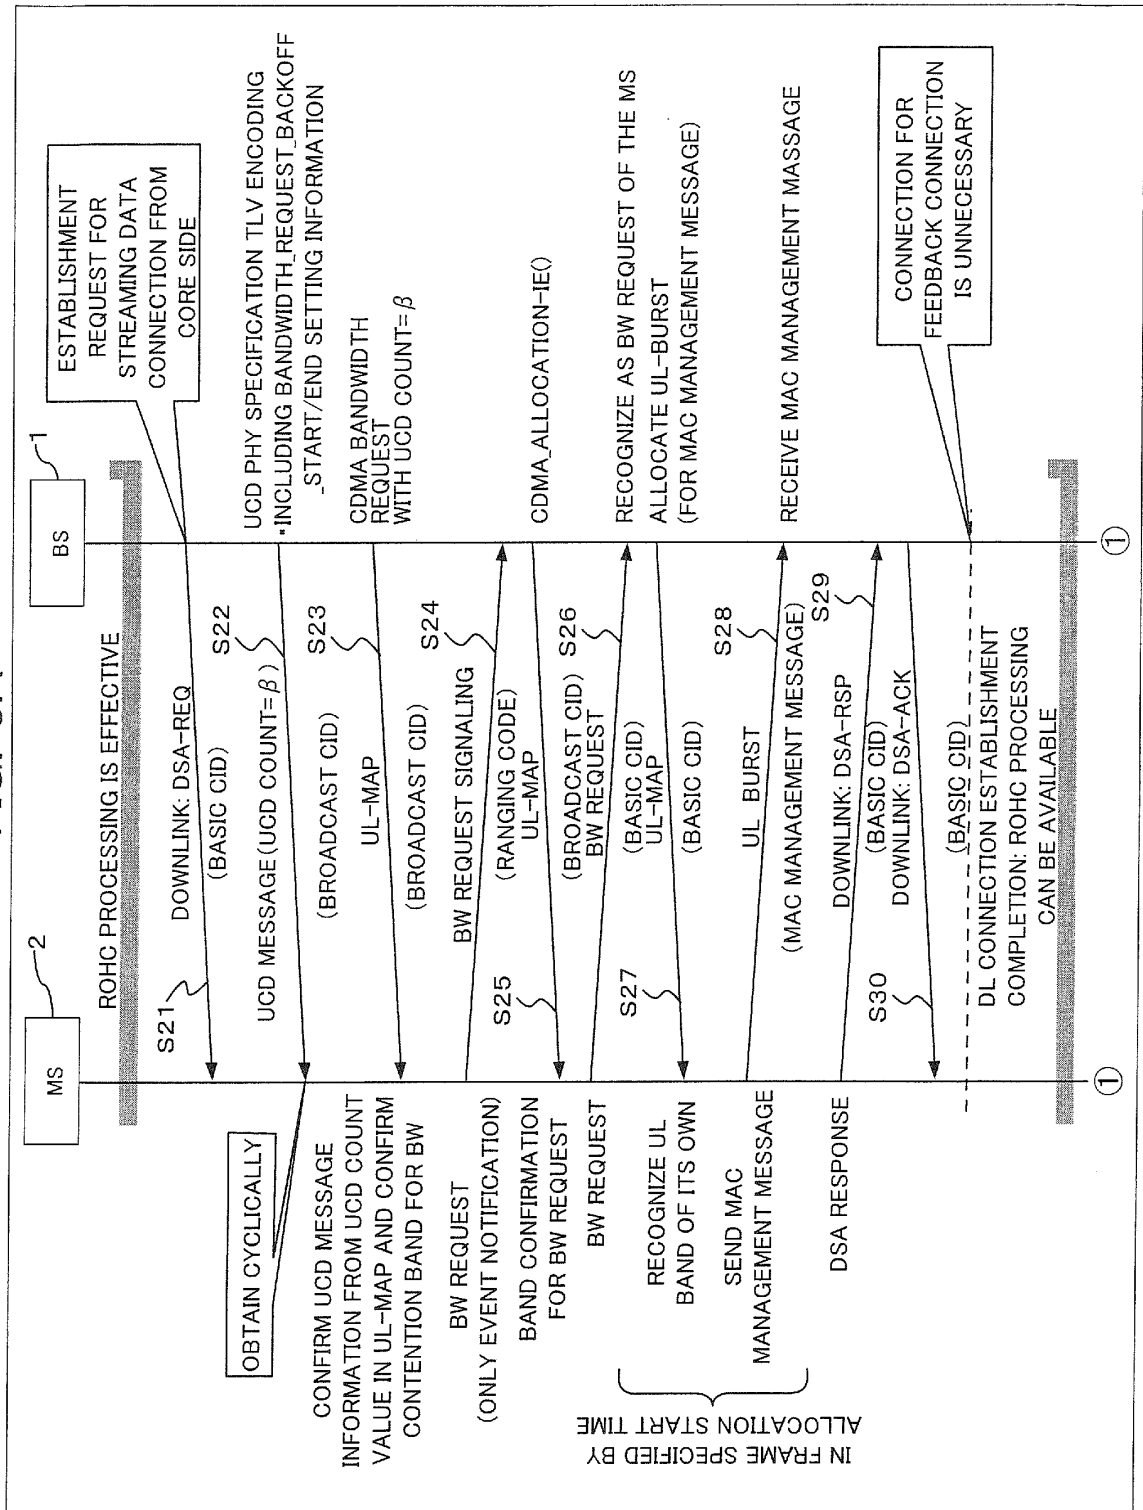 MS
2
BS
1
ROHC PROCESSING IS EFFECTIVE
ESTABLISHMENT
REQUEST FOR
STREAMING DATA
CONNECTION FROM
CORE SIDE
S21
DOWNLINK: DSA-REQ
(BASIC CID)
OBTAIN CYCLICALLY
UCD MESSAGE (UCD COUNT=β)
S22
(BROADCAST CID)
UCD PHY SPECIFICATION TLV ENCODING
*INCLUDING BANDWIDTH_REQUEST_BACKOFF
_START/END SETTING INFORMATION
CONFIRM UCD MESSAGE
INFORMATION FROM UCD COUNT
VALUE IN UL-MAP AND CONFIRM
CONTENTION BAND FOR BW
UL-MAP
S23
(BROADCAST CID)
CDMA BANDWIDTH
REQUEST
WITH UCD COUNT=β
BW REQUEST
(ONLY EVENT NOTIFICATION)
BW REQUEST SIGNALING
S24
(RANGING CODE)
BAND CONFIRMATION
FOR BW REQUEST
S25
UL-MAP
(BROADCAST CID)
CDMA_ALLOCATION-IE()
BW REQUEST
BW REQUEST
S26
(BASIC CID)
RECOGNIZE AS BW REQUEST OF THE MS
ALLOCATE UL-BURST
(FOR MAC MANAGEMENT MESSAGE)
RECOGNIZE UL
BAND OF ITS OWN
S27
UL-MAP
(BASIC CID)
SEND MAC
MANAGEMENT MESSAGE
UL BURST
S28
(MAC MANAGEMENT MESSAGE)
RECEIVE MAC MANAGEMENT MASSAGE
IN FRAME SPECIFIED BY
ALLOCATION START TIME
DSA RESPONSE
DOWNLINK: DSA-RSP
S29
(BASIC CID)
S30
DOWNLINK: DSA-ACK
(BASIC CID)
CONNECTION FOR
FEEDBACK CONNECTION
IS UNNECESSARY
DL CONNECTION ESTABLISHMENT
COMPLETION: ROHC PROCESSING
CAN BE AVAILABLE
①
①